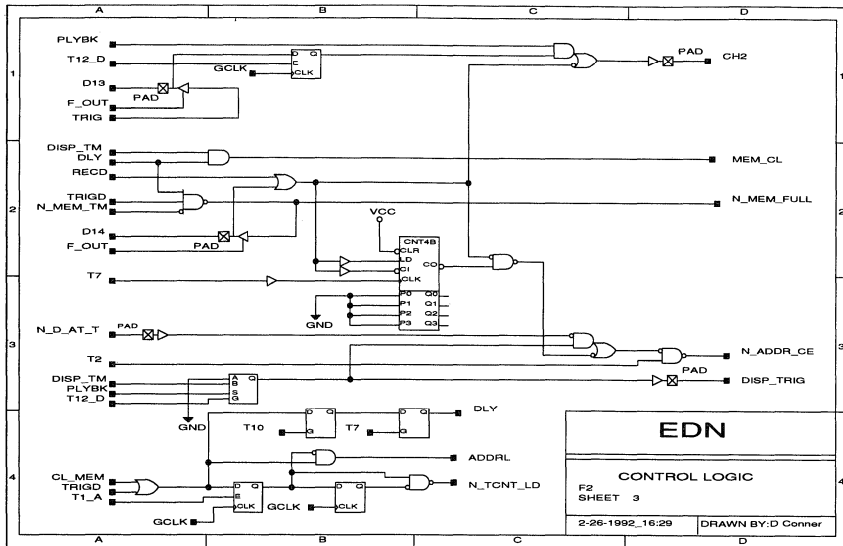 A B C D
1 1
PLYBK
T12_D
D13
PAD
F_OUT
TRIG
GCLK
D Q
C
CLK
PAD
CH2
DISP_TM
DLY
RECD
MEM_CL
2 2
TRIGD
N_MEM_TM
N_MEM_FULL
D14
PAD
F_OUT
VCC
CNT4B
CLR
LD
CI CO
CLK
T7
P0 Q0
P1 Q1
P2 Q2
P3 Q3
GND
3 3
N_D_AT_T
PAD
T2
N_ADDR_CE
PAD
DISP_TRIG
DISP_TM
PLYBK
T12_D
A Q
B
S
G
GND
D Q
G
T10
D Q
G
T7
DLY
4 4
ADDRL
CL_MEM
TRIGD
T1_A
D Q
E
CLK
GCLK
D Q
CLK
GCLK
N_TCNT_LD
EDN
CONTROL LOGIC
F2
SHEET 3
2-26-1992_16:29
DRAWN BY:D Conner
A B C D